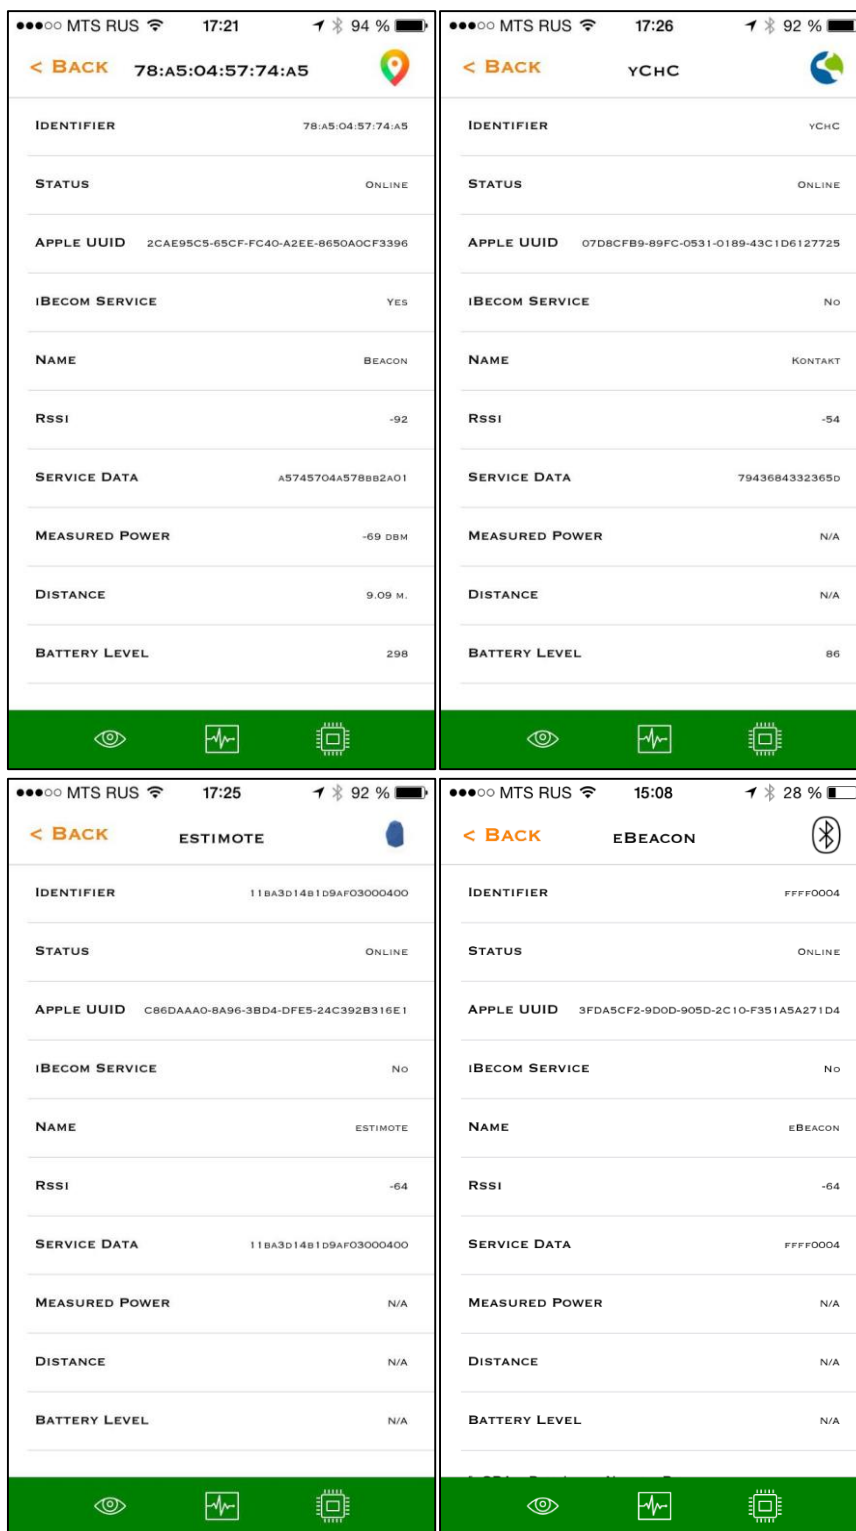 ●●●○○ MTS RUS 17:21 94 %
< BACK 78:A5:04:57:74:A5
IDENTIFIER 78:A5:04:57:74:A5
STATUS ONLINE
APPLE UUID 2CAE95C5-65CF-FC40-A2EE-8650A0CF3396
IBECOM SERVICE YES
NAME BEACON
RSSI -92
SERVICE DATA A5745704A578BB2A01
MEASURED POWER -69 DBM
DISTANCE 9.09 M.
BATTERY LEVEL 298
●●●○○ MTS RUS 17:26 92 %
< BACK YCHC
IDENTIFIER YCHC
STATUS ONLINE
APPLE UUID 07D8CFB9-89FC-0531-0189-43C1D6127725
IBECOM SERVICE NO
NAME KONTAKT
RSSI -54
SERVICE DATA 7943684332365D
MEASURED POWER N/A
DISTANCE N/A
BATTERY LEVEL 86
●●●○○ MTS RUS 17:25 92 %
< BACK ESTIMOTE
IDENTIFIER 11BA3D14B1D9AF03000400
STATUS ONLINE
APPLE UUID C86DAAA0-8A96-3BD4-DFE5-24C392B316E1
IBECOM SERVICE NO
NAME ESTIMOTE
RSSI -64
SERVICE DATA 11BA3D14B1D9AF03000400
MEASURED POWER N/A
DISTANCE N/A
BATTERY LEVEL N/A
●●●○○ MTS RUS 15:08 28 %
< BACK EBEACON
IDENTIFIER FFFF0004
STATUS ONLINE
APPLE UUID 3FDA5CF2-9D0D-905D-2C10-F351A5A271D4
IBECOM SERVICE NO
NAME EBEACON
RSSI -64
SERVICE DATA FFFF0004
MEASURED POWER N/A
DISTANCE N/A
BATTERY LEVEL N/A